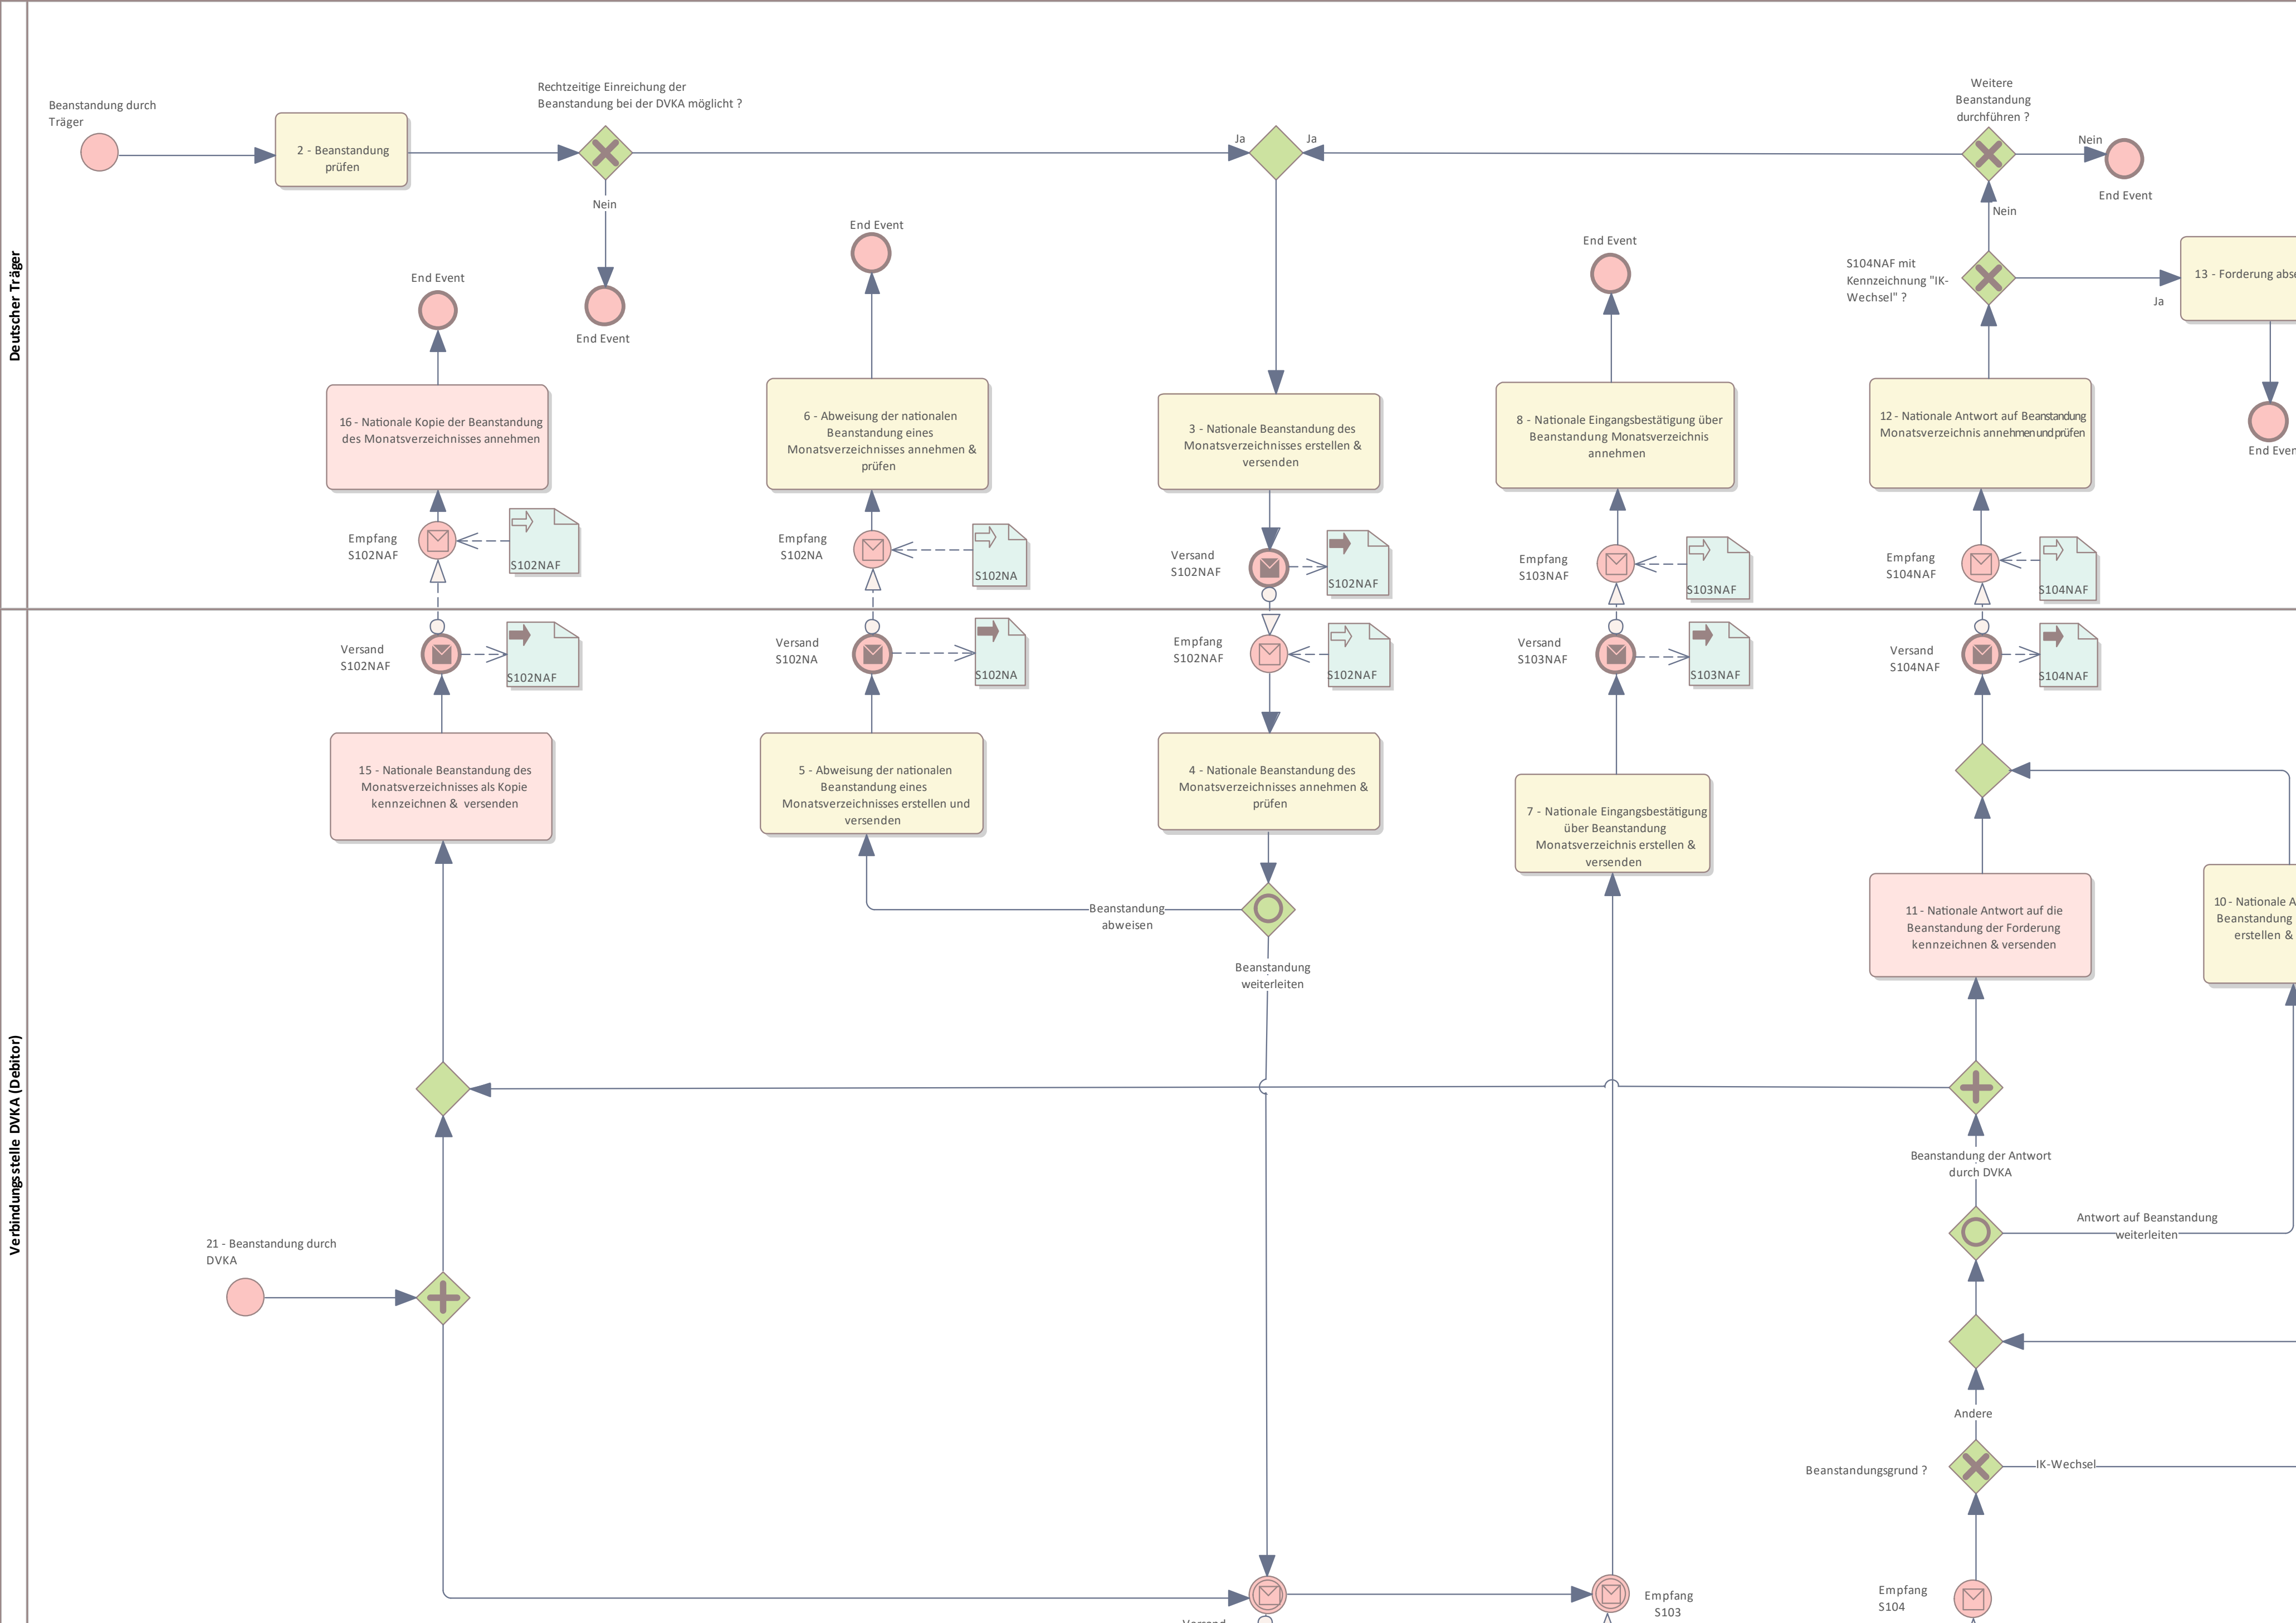 Deutscher Träger
Beanstandung durch
Träger
2 - Beanstandung
prüfen
Rechtzeitige Einreichung der
Beanstandung bei der DVKA möglicht ?
Nein
End Event
Ja
Ja
Weitere
Beanstandung
durchführen ?
Nein
End Event
Nein
S104NAF mit
Kennzeichnung "IK-
Wechsel" ?
Ja
13 - Forderung
End Event
End Event
End Event
16 - Nationale Kopie der Beanstandung
des Monatsverzeichnisses annehmen
6 - Abweisung der nationalen
Beanstandung eines
Monatsverzeichnisses annehmen &
prüfen
3 - Nationale Beanstandung des
Monatsverzeichnisses erstellen &
versenden
8 - Nationale Eingangsbestätigung über
Beanstandung Monatsverzeichnis
annehmen
12 - Nationale Antwort auf Beanstandung
Monatsverzeichnis annehmen und prüfen
End
Empfang
S102NAF
S102NAF
Empfang
S102NA
S102NA
Versand
S102NAF
S102NAF
Empfang
S103NAF
S103NAF
Empfang
S104NAF
S104NAF
Verbindungsstelle DVKA (Debitor)
Versand
S102NAF
S102NAF
Versand
S102NA
S102NA
Empfang
S102NAF
S102NAF
Versand
S103NAF
S103NAF
Versand
S104NAF
S104NAF
15 - Nationale Beanstandung des
Monatsverzeichnisses als Kopie
kennzeichnen & versenden
5 - Abweisung der nationalen
Beanstandung eines
Monatsverzeichnisses erstellen und
versenden
4 - Nationale Beanstandung des
Monatsverzeichnisses annehmen &
prüfen
7 - Nationale Eingangsbestätigung
über Beanstandung
Monatsverzeichnis erstellen &
versenden
11 - Nationale Antwort auf die
Beanstandung der Forderung
kennzeichnen & versenden
10 - Nationale
Beanstandung
erstellen &
Beanstandung
abweisen
Beanstandung
weiterleiten
Beanstandung der Antwort
durch DVKA
Antwort auf Beanstandung
weiterleiten
21 - Beanstandung durch
DVKA
Andere
Beanstandungsgrund ?
IK-Wechsel
Empfang
S103
Empfang
S104